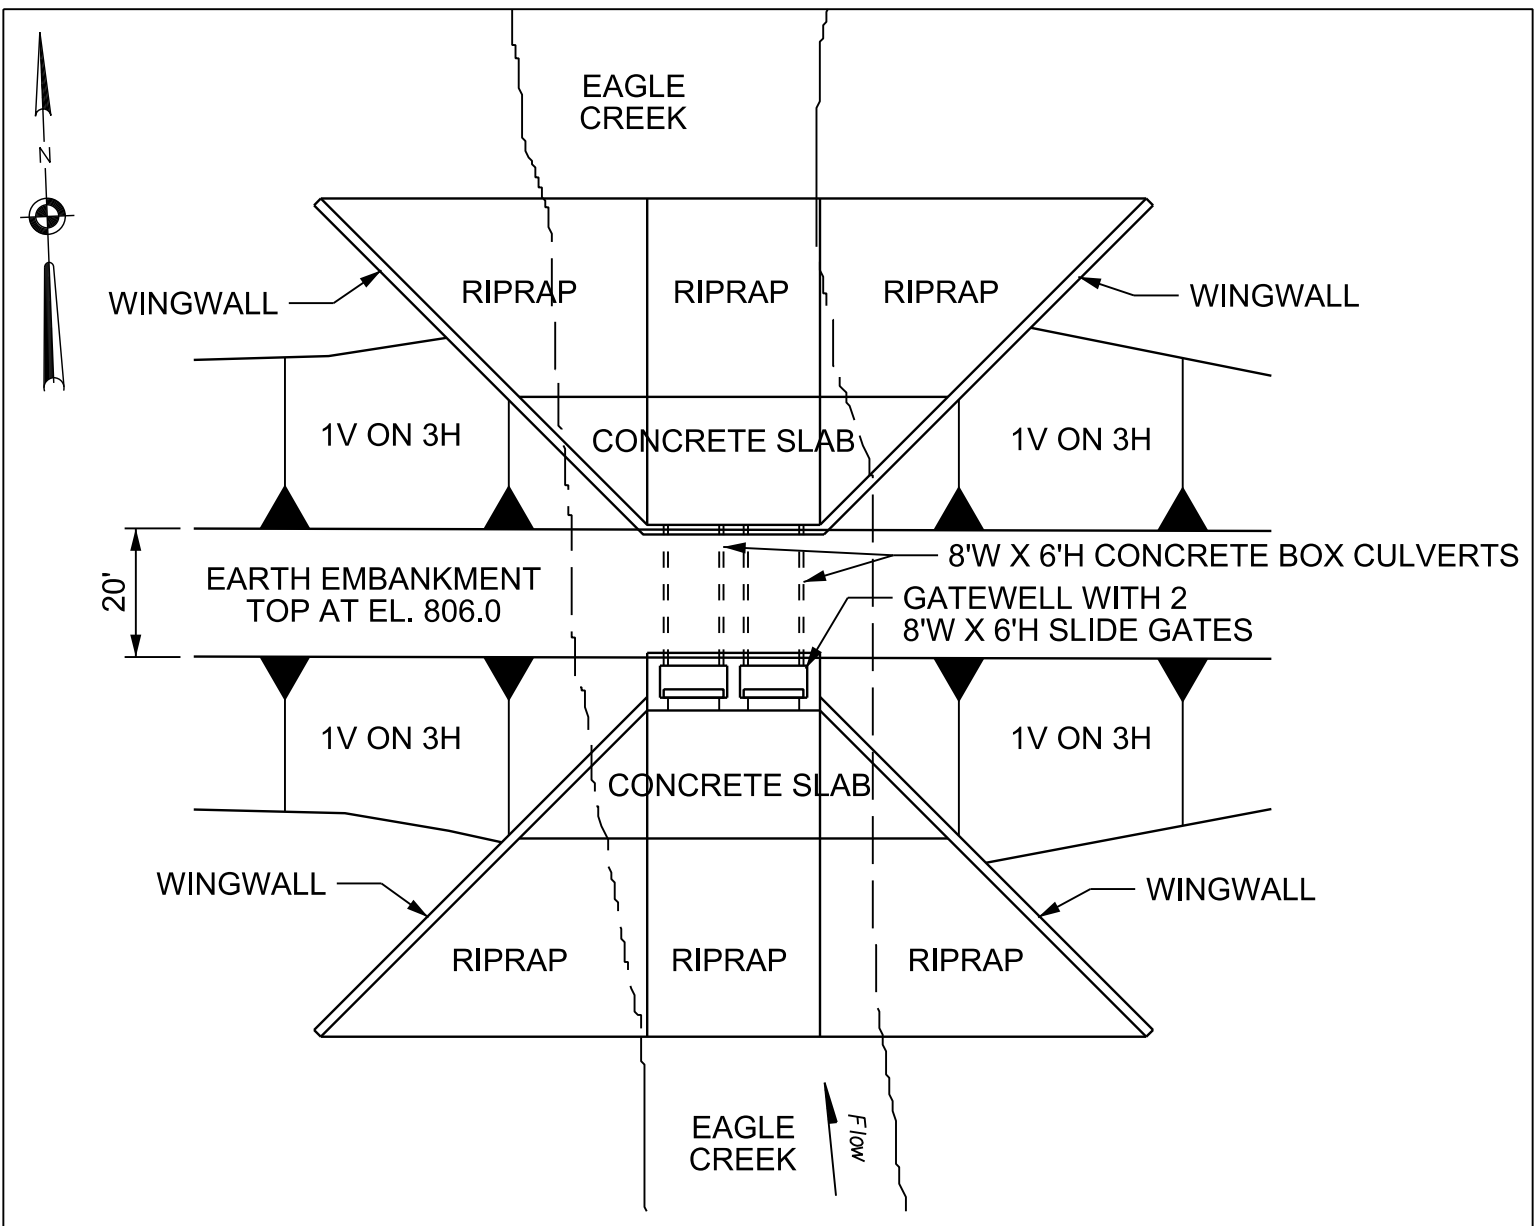 EAGLE
CREEK
N
WINGWALL
RIPRAP
RIPRAP
RIPRAP
WINGWALL
1V ON 3H
CONCRETE SLAB
1V ON 3H
20'
EARTH EMBANKMENT
TOP AT EL. 806.0
8'W X 6'H CONCRETE BOX CULVERTS
GATEWELL WITH 2
8'W X 6'H SLIDE GATES
1V ON 3H
CONCRETE SLAB
1V ON 3H
WINGWALL
WINGWALL
RIPRAP
RIPRAP
RIPRAP
EAGLE
CREEK
Flow